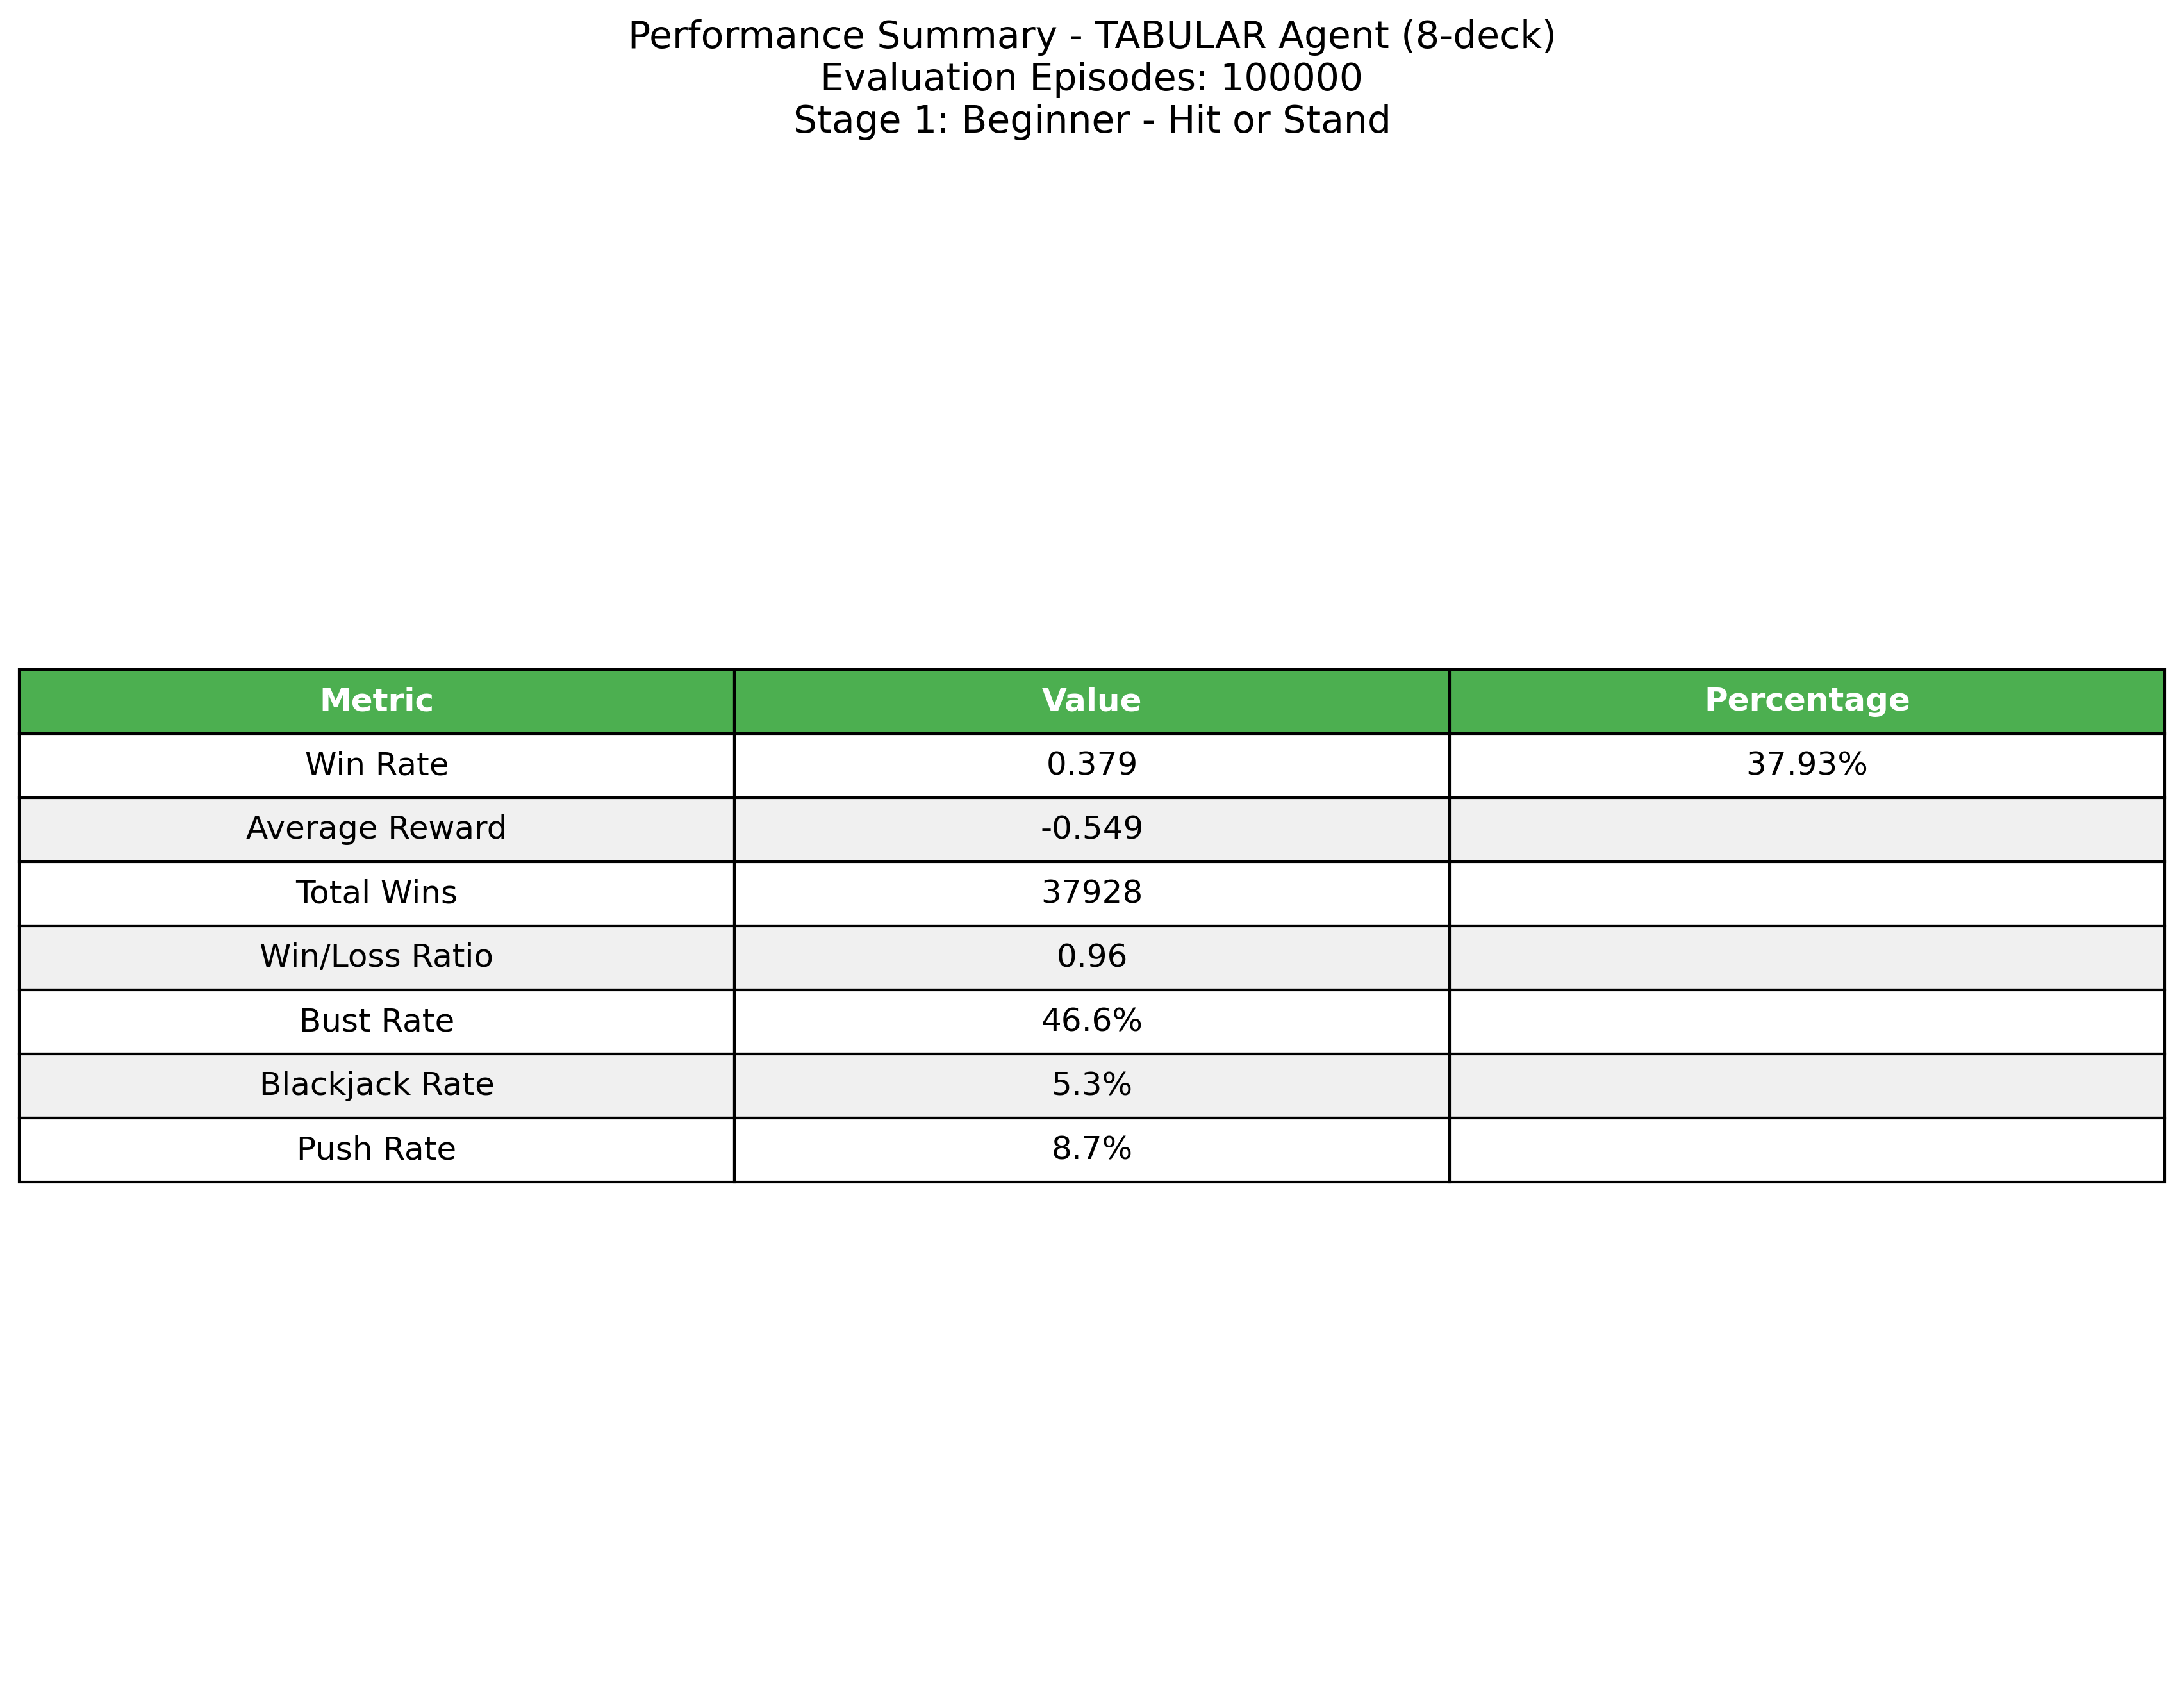 Performance Summary - TABULAR Agent (8-deck)
Evaluation Episodes: 100000
Stage 1: Beginner - Hit or Stand
Metric Value Percentage
Win Rate 0.379 37.93%
Average Reward -0.549
Total Wins 37928
Win/Loss Ratio 0.96
Bust Rate 46.6%
Blackjack Rate 5.3%
Push Rate 8.7%